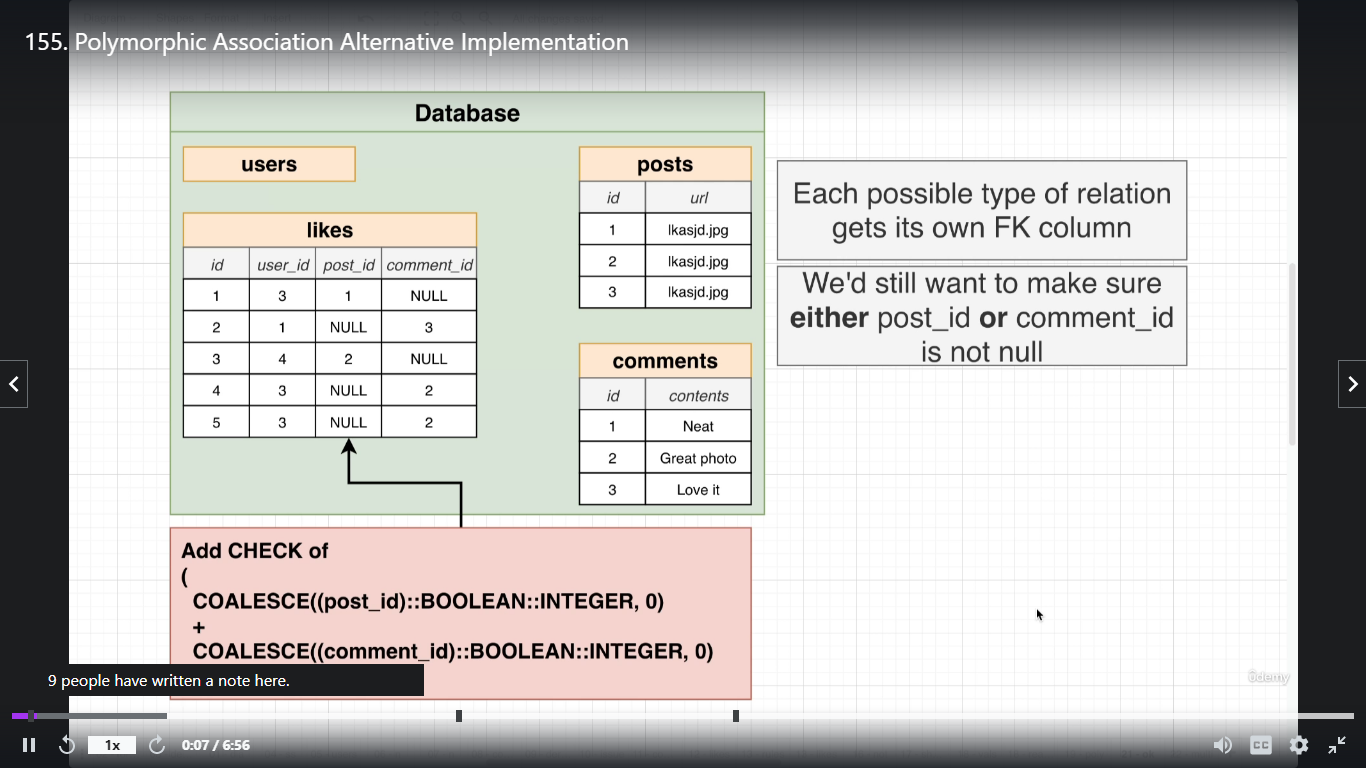 155. Polymorphic Association Alternative Implementation
Database
users
likes
id user_id post_id comment_id
1 3 1 NULL
2 1 NULL 3
3 4 2 NULL
4 3 NULL 2
5 3 NULL 2
posts
id url
1 lkasjd.jpg
2 lkasjd.jpg
3 lkasjd.jpg
comments
id contents
1 Neat
2 Great photo
3 Love it
Each possible type of relation
gets its own FK column
We'd still want to make sure
either post_id or comment_id
is not null
Add CHECK of
(
COALESCE((post_id)::BOOLEAN::INTEGER, 0)
+
COALESCE((comment_id)::BOOLEAN::INTEGER, 0)
9 people have written a note here.
ûdemy
1x
0:07 / 6:56
CC